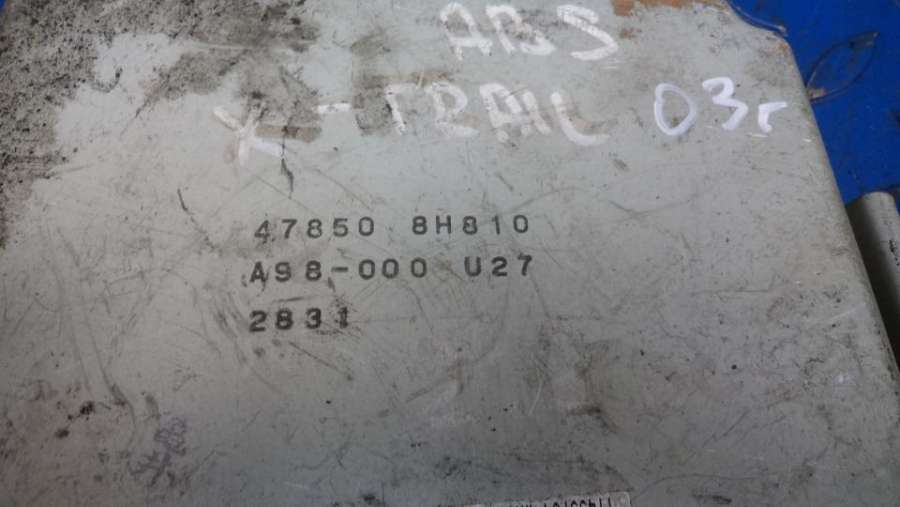 ABS
X-TRAIL 03г
47850 8H810
A98-000 U27
2831